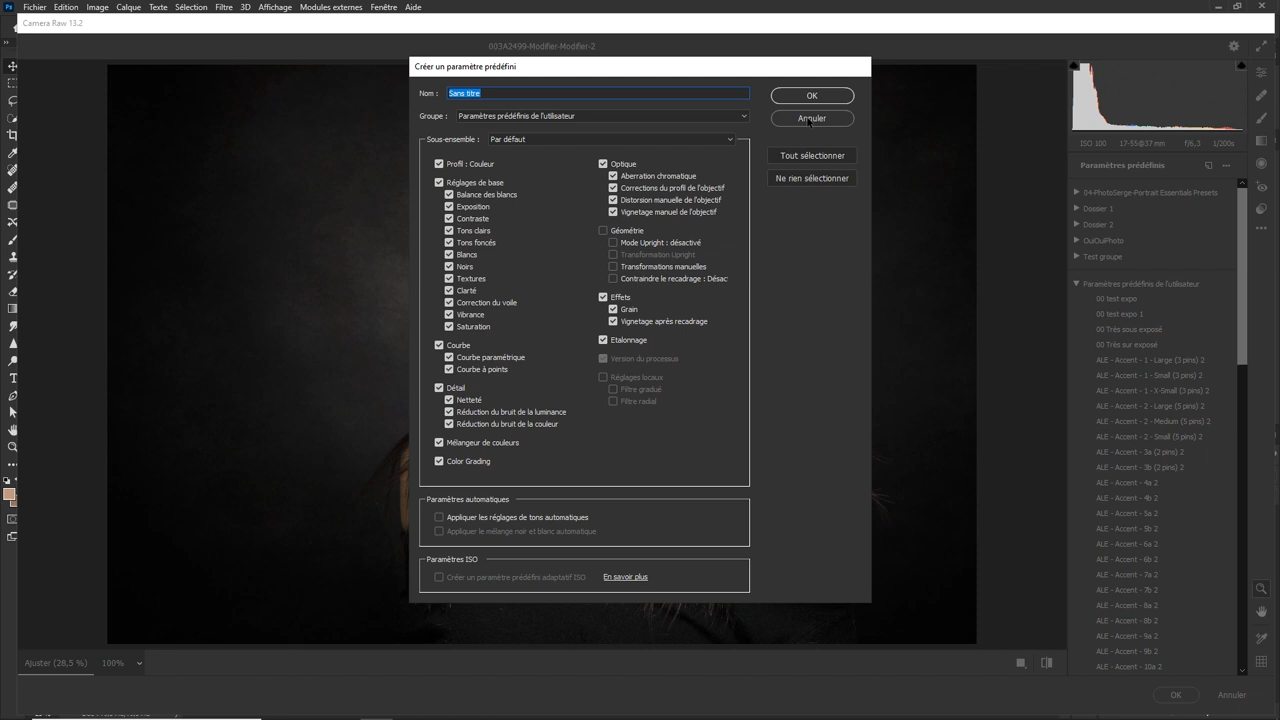 Ps Fichier Edition Image Calque Texte Sélection Filtre 3D Affichage Modules externes Fenêtre Aide
Camera Raw 13.2
003A2499-Modifier-Modifier-2
Créer un paramètre prédéfini
Nom : Sans titre
OK
Groupe : Paramètres prédéfinis de l'utilisateur
Annuler
Sous-ensemble : Par défaut
Tout sélectionner
Ne rien sélectionner
Profil : Couleur
Réglages de base
Balance des blancs
Exposition
Contraste
Tons clairs
Tons foncés
Blancs
Noirs
Textures
Clarté
Correction du voile
Vibrance
Saturation
Courbe
Courbe paramétrique
Courbe à points
Détail
Netteté
Réduction du bruit de la luminance
Réduction du bruit de la couleur
Mélangeur de couleurs
Color Grading
Optique
Aberration chromatique
Corrections du profil de l'objectif
Distorsion manuelle de l'objectif
Vignetage manuel de l'objectif
Géométrie
Mode Upright : désactivé
Transformation Upright
Transformations manuelles
Contraindre le recadrage : Désac
Effets
Grain
Vignetage après recadrage
Etalonnage
Version du processus
Réglages locaux
Filtre gradué
Filtre radial
Paramètres automatiques
Appliquer les réglages de tons automatiques
Appliquer le mélange noir et blanc automatique
Paramètres ISO
Créer un paramètre prédéfini adaptatif ISO En savoir plus
ISO 100 17-55@37 mm f/6,3 1/200s
Paramètres prédéfinis
04-PhotoSerge-Portrait Essentials Presets
Dossier 1
Dossier 2
OuiOuiPhoto
Test groupe
Paramètres prédéfinis de l'utilisateur
00 test expo
00 test expo 1
00 Très sous exposé
00 Très sur exposé
ALE - Accent - 1 - Large (3 pins) 2
ALE - Accent - 1 - Small (3 pins) 2
ALE - Accent - 1 - X-Small (3 pins) 2
ALE - Accent - 2 - Large (5 pins) 2
ALE - Accent - 2 - Medium (5 pins) 2
ALE - Accent - 2 - Small (5 pins) 2
ALE - Accent - 3a (2 pins) 2
ALE - Accent - 3b (2 pins) 2
ALE - Accent - 4a 2
ALE - Accent - 4b 2
ALE - Accent - 5a 2
ALE - Accent - 5b 2
ALE - Accent - 6a 2
ALE - Accent - 6b 2
ALE - Accent - 7a 2
ALE - Accent - 7b 2
ALE - Accent - 8a 2
ALE - Accent - 8b 2
ALE - Accent - 9a 2
ALE - Accent - 9b 2
ALE - Accent - 10a 2
Ajuster (28,5 %) 100%
OK Annuler